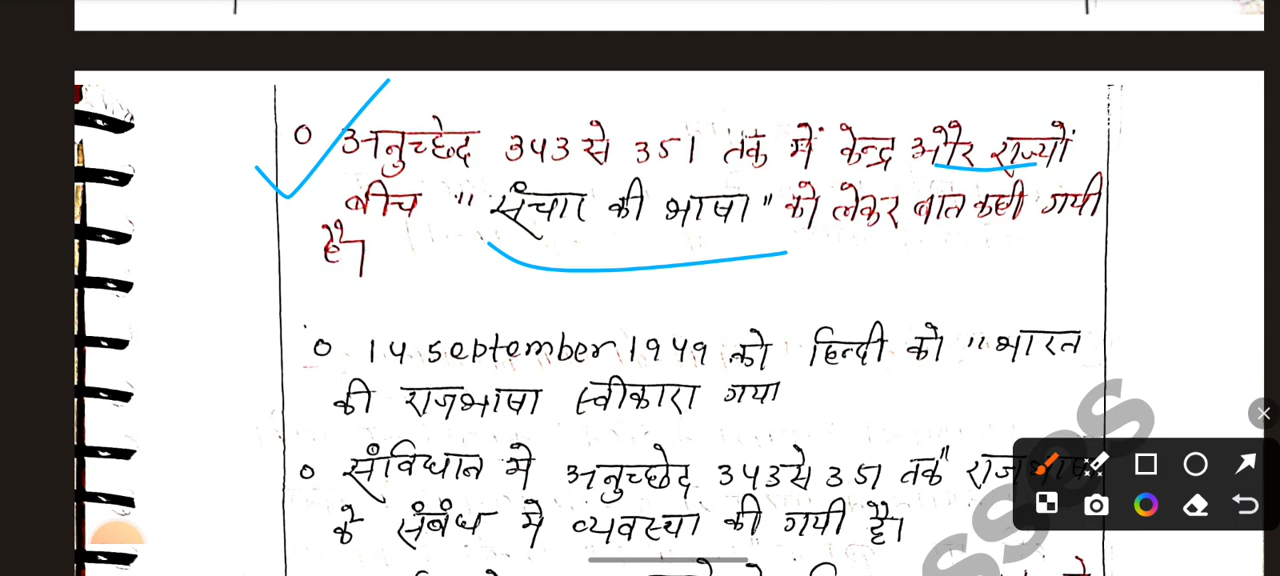 ० अनुच्छेद 343 से 351 तक में केन्द्र और राज्यों
बीच "संचार की भाषा" को लेकर बात कही गयी
है।
० 14 September 1949 को हिन्दी को "भारत
की राजभाषा स्वीकारा गया
० संविधान मे अनुच्छेद 343 से 351 तक "राजभाषा
के संबंध मे व्यवस्था की गयी है।